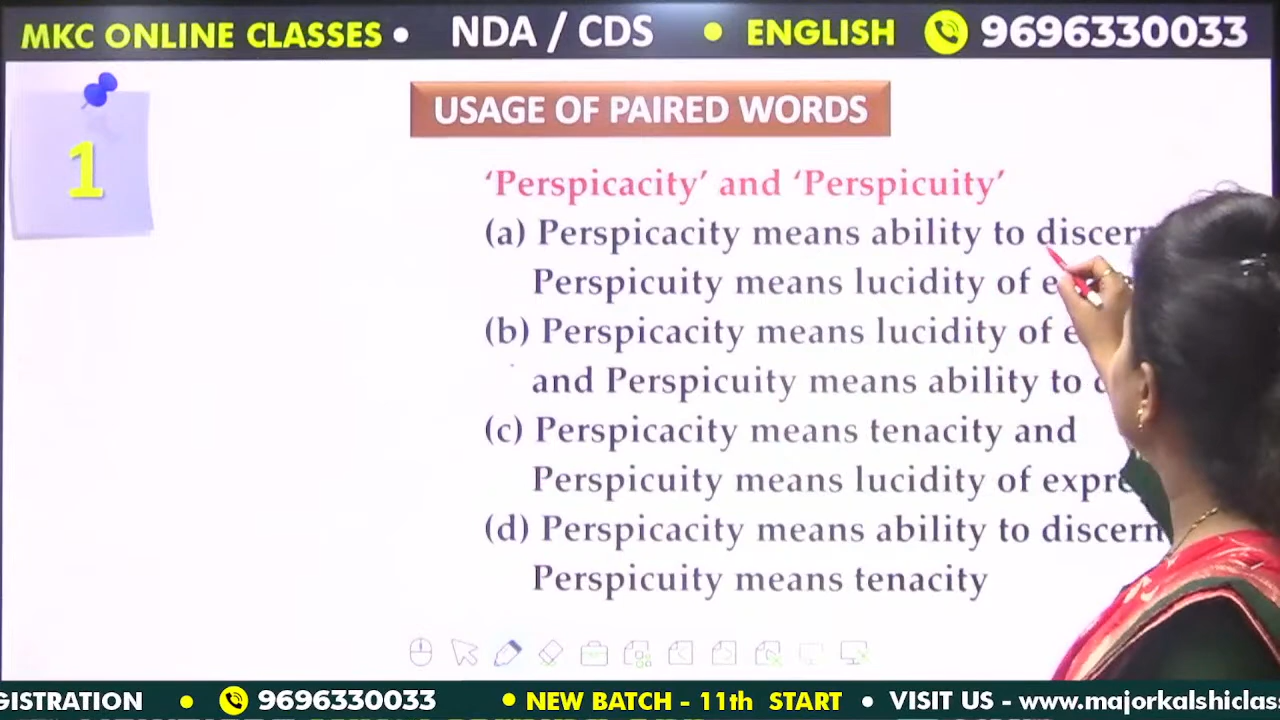 MKC ONLINE CLASSES • NDA / CDS • ENGLISH 9696330033
USAGE OF PAIRED WORDS
1
‘Perspicacity’ and ‘Perspicuity’
(a) Perspicacity means ability to discern
Perspicuity means lucidity of
(b) Perspicacity means lucidity of
and Perspicuity means ability to
(c) Perspicacity means tenacity and
Perspicuity means lucidity of
(d) Perspicacity means ability to discern
Perspicuity means tenacity
GISTRATION • 9696330033 • NEW BATCH - 11th START • VISIT US - www.majorkalshiclas